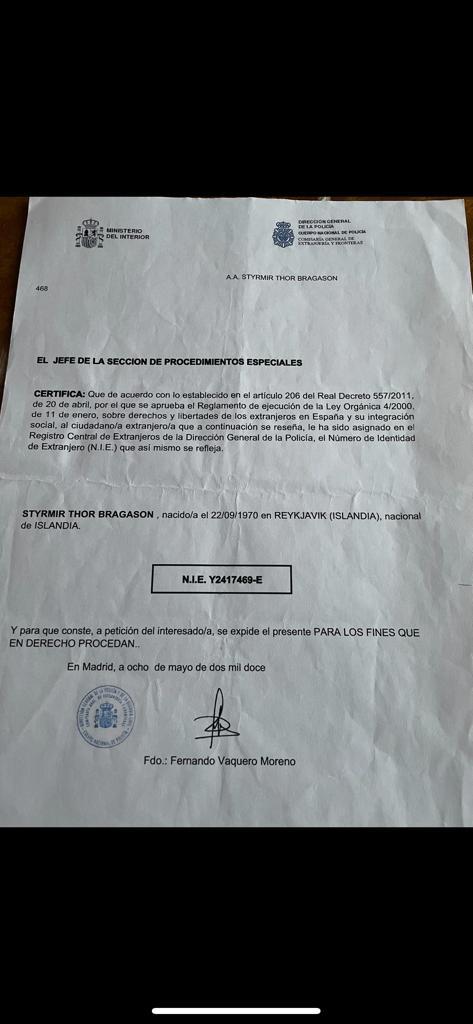 MINISTERIO
DEL INTERIOR
DIRECCIÓN GENERAL
DE LA POLICÍA
CUERPO NACIONAL DE POLICÍA
COMISARÍA GENERAL DE
EXTRANJERÍA Y FRONTERAS
A.A. STYRMIR THOR BRAGASON
468
EL JEFE DE LA SECCION DE PROCEDIMIENTOS ESPECIALES
CERTIFICA: Que de acuerdo con lo establecido en el artículo 206 del Real Decreto 557/2011,
de 20 de abril, por el que se aprueba el Reglamento de ejecución de la Ley Orgánica 4/2000,
de 11 de enero, sobre derechos y libertades de los extranjeros en España y su integración
social, al ciudadano/a extranjero/a que a continuación se reseña, le ha sido asignado en el
Registro Central de Extranjeros de la Dirección General de la Policía, el Número de Identidad
de Extranjero (N.I.E.) que así mismo se refleja.
STYRMIR THOR BRAGASON , nacido/a el 22/09/1970 en REYKJAVIK (ISLANDIA), nacional
de ISLANDIA.
N.I.E. Y2417469-E
Y para que conste, a petición del interesado/a, se expide el presente PARA LOS FINES QUE
EN DERECHO PROCEDAN..
En Madrid, a ocho de mayo de dos mil doce
Fdo.: Fernando Vaquero Moreno